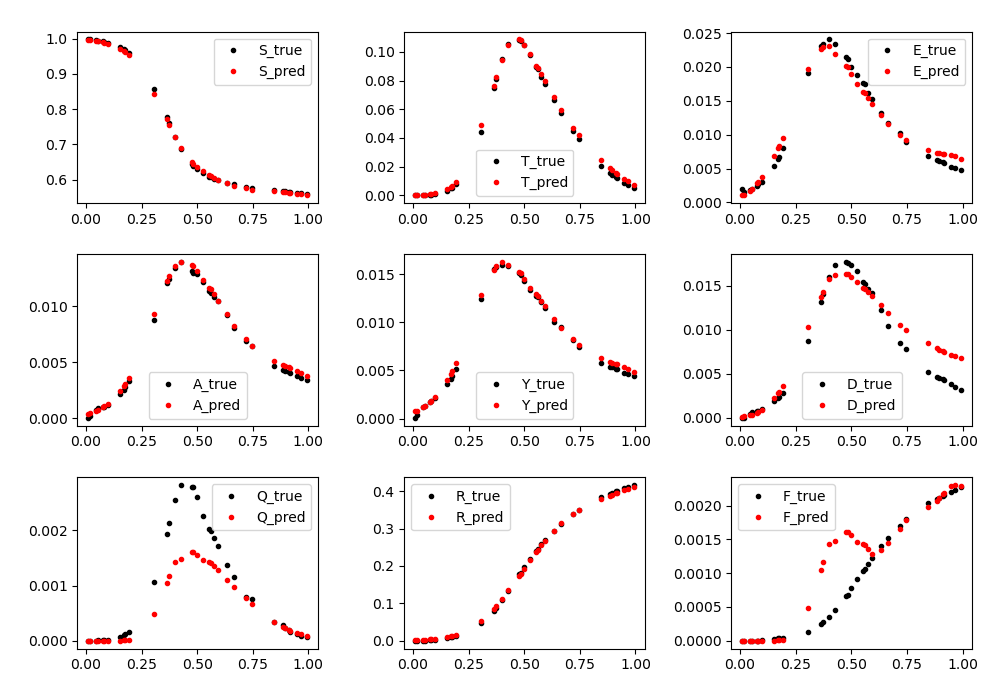 1.0
0.9
0.8
0.7
0.6
0.00 0.25 0.50 0.75 1.00
S_true
S_pred
0.10
0.08
0.06
0.04
0.02
0.00
0.00 0.25 0.50 0.75 1.00
T_true
T_pred
0.025
0.020
0.015
0.010
0.005
0.000
0.00 0.25 0.50 0.75 1.00
E_true
E_pred
0.010
0.005
0.000
0.00 0.25 0.50 0.75 1.00
A_true
A_pred
0.015
0.010
0.005
0.000
0.00 0.25 0.50 0.75 1.00
Y_true
Y_pred
0.015
0.010
0.005
0.000
0.00 0.25 0.50 0.75 1.00
D_true
D_pred
0.002
0.001
0.000
0.00 0.25 0.50 0.75 1.00
Q_true
Q_pred
0.4
0.3
0.2
0.1
0.0
0.00 0.25 0.50 0.75 1.00
R_true
R_pred
0.0020
0.0015
0.0010
0.0005
0.0000
0.00 0.25 0.50 0.75 1.00
F_true
F_pred